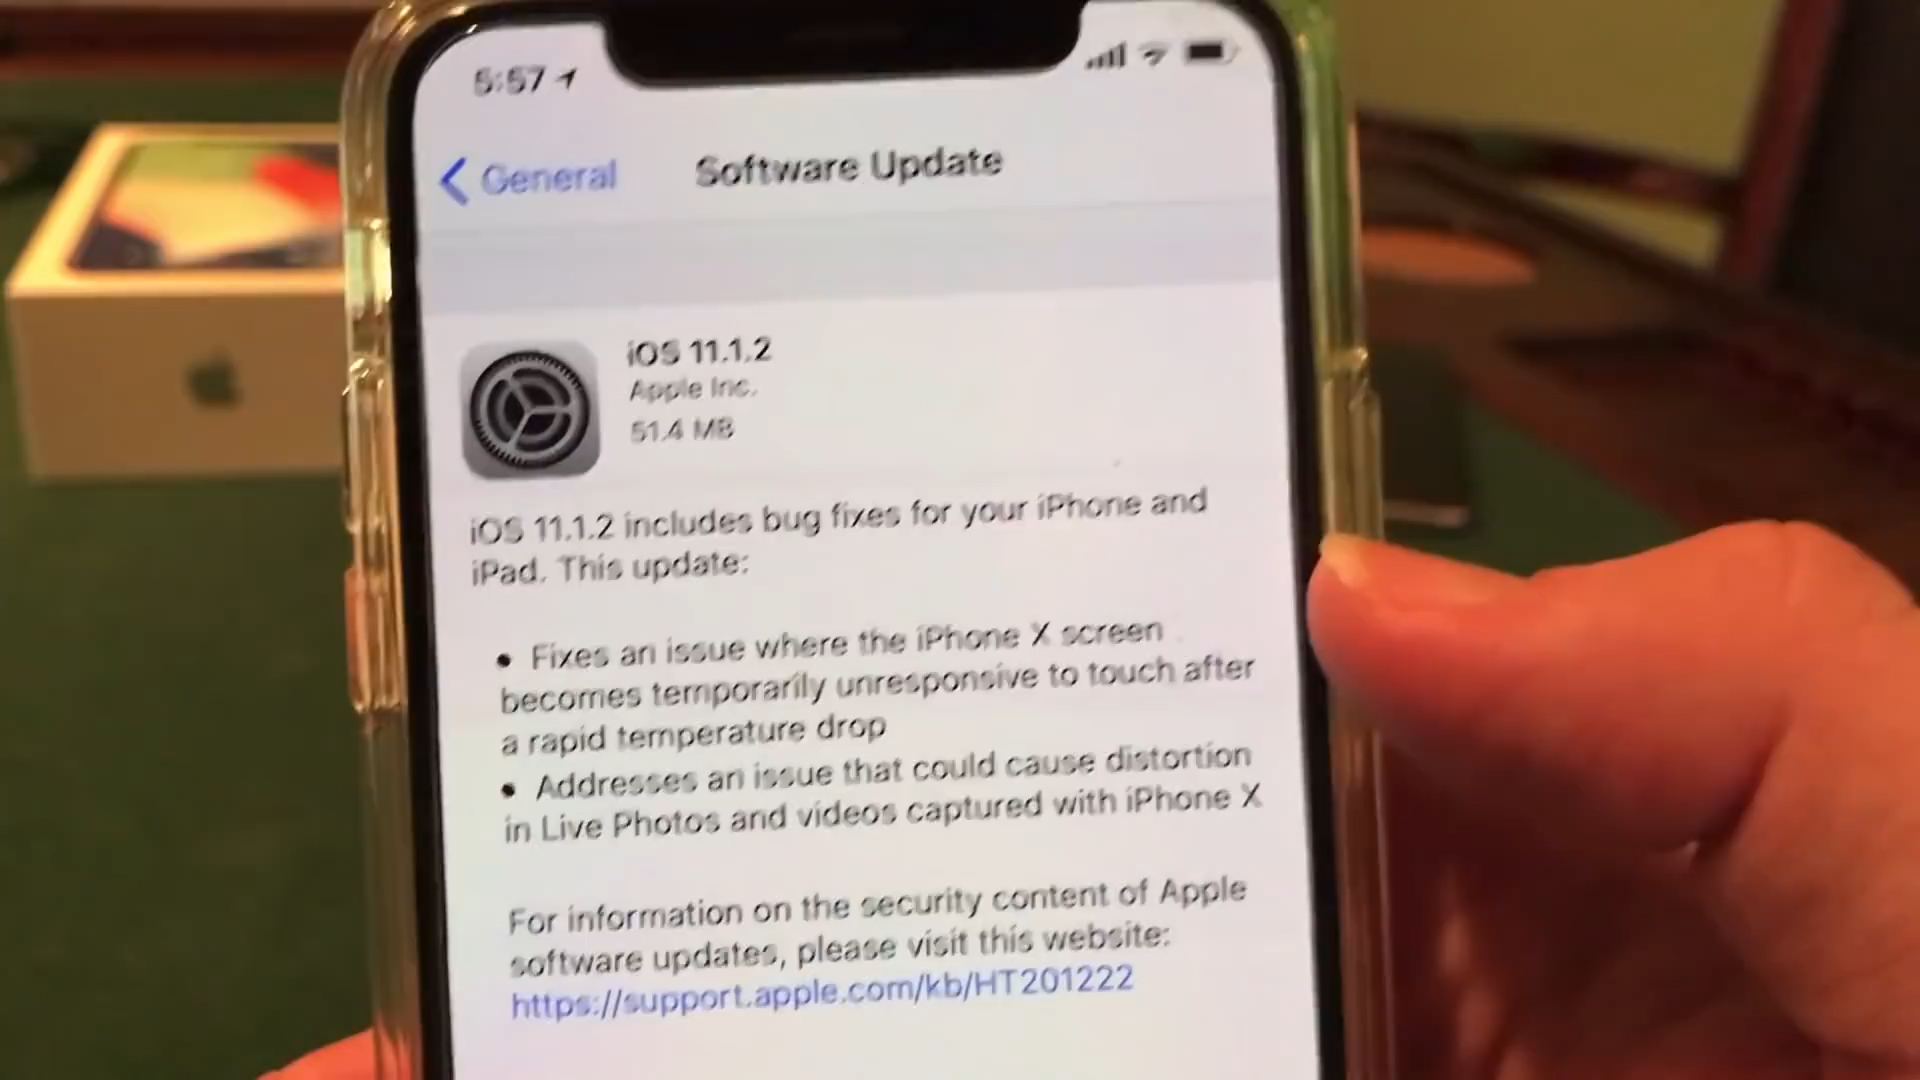 5:57
General
Software Update
iOS 11.1.2
Apple Inc.
51.4 MB
iOS 11.1.2 includes bug fixes for your iPhone and
iPad. This update:
• Fixes an issue where the iPhone X screen
becomes temporarily unresponsive to touch after
a rapid temperature drop
• Addresses an issue that could cause distortion
in Live Photos and videos captured with iPhone X
For information on the security content of Apple
software updates, please visit this website:
https://support.apple.com/kb/HT201222